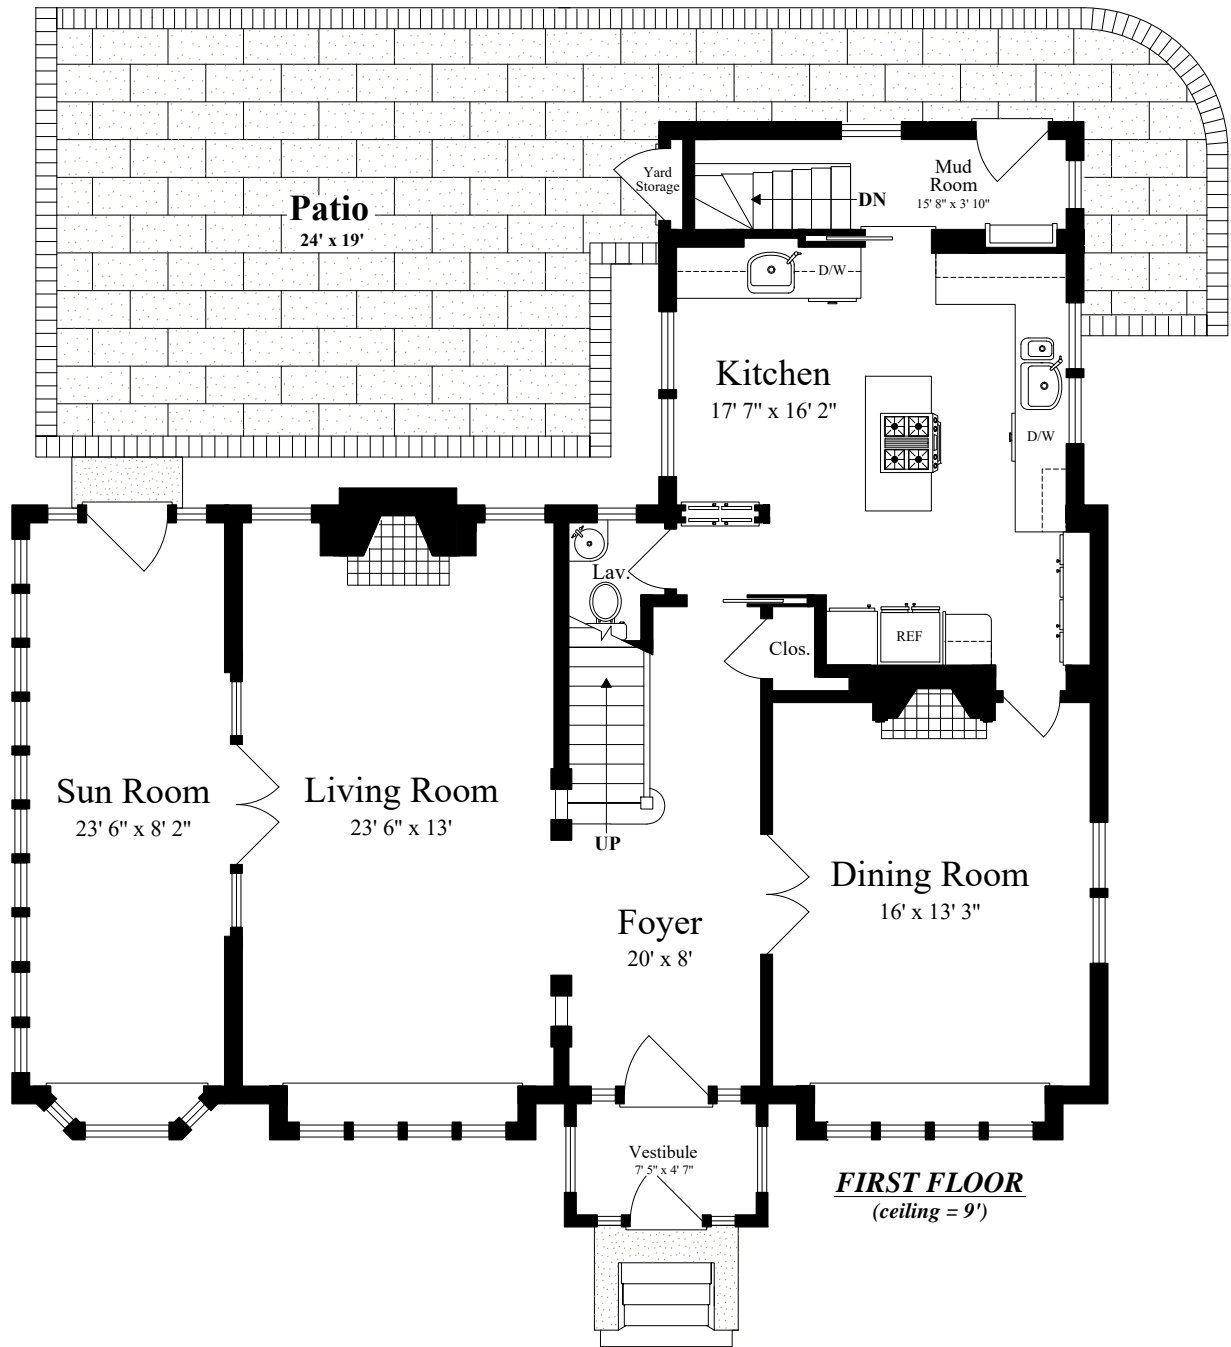 Patio
24' x 19'
Yard
Storage
DN
Mud
Room
15' 8" x 3' 10"
D/W
Kitchen
17' 7" x 16' 2"
D/W
Lav.
Clos.
REF
Sun Room
23' 6" x 8' 2"
Living Room
23' 6" x 13'
UP
Dining Room
16' x 13' 3"
Foyer
20' x 8'
Vestibule
7' 5" x 4' 7"
FIRST FLOOR
(ceiling = 9')